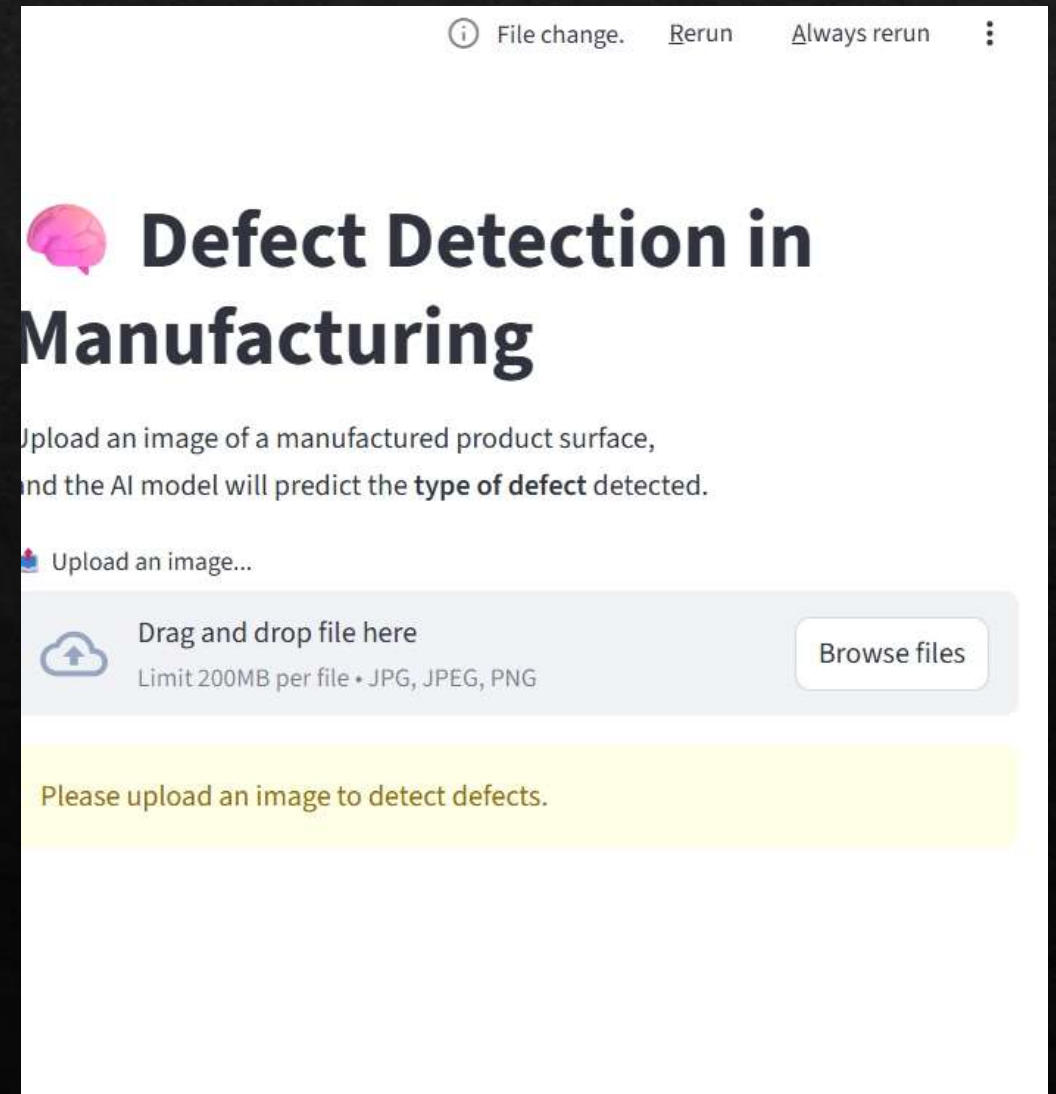 File change. Rerun Always rerun
🧠 Defect Detection in
Manufacturing
Upload an image of a manufactured product surface,
and the AI model will predict the type of defect detected.
Upload an image...
Drag and drop file here
Limit 200MB per file • JPG, JPEG, PNG
Browse files
Please upload an image to detect defects.